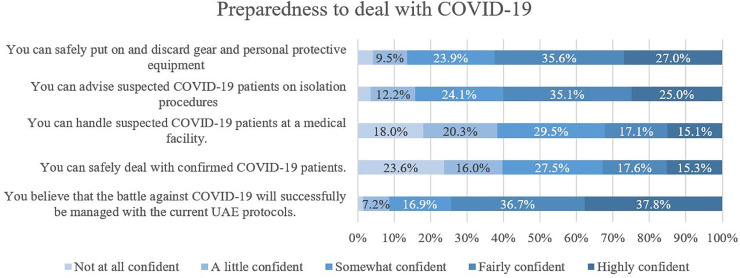 Preparedness to deal with COVID-19
You can safely put on and discard gear and personal protective
equipment
9.5% 23.9% 35.6% 27.0%
You can advise suspected COVID-19 patients on isolation
procedures
12.2% 24.1% 35.1% 25.0%
You can handle suspected COVID-19 patients at a medical
facility.
18.0% 20.3% 29.5% 17.1% 15.1%
You can safely deal with confirmed COVID-19 patients.
23.6% 16.0% 27.5% 17.6% 15.3%
You believe that the battle against COVID-19 will successfully
be managed with the current UAE protocols.
7.2% 16.9% 36.7% 37.8%
0% 10% 20% 30% 40% 50% 60% 70% 80% 90% 100%
Not at all confident A little confident Somewhat confident Fairly confident Highly confident